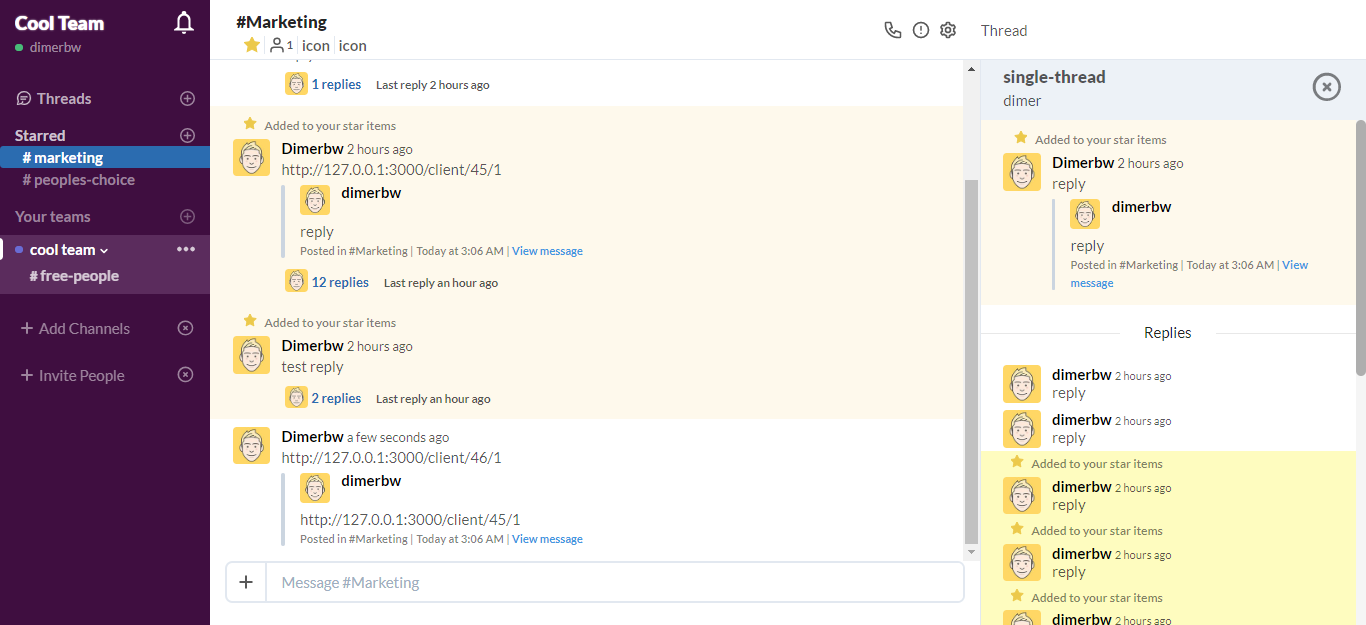 Cool Team
dimerbw
Threads
Starred
# marketing
# peoples-choice
Your teams
cool team
•••
# free-people
+ Add Channels
+ Invite People
#Marketing
1 icon icon
1 replies Last reply 2 hours ago
Added to your star items
Dimerbw 2 hours ago
http://127.0.0.1:3000/client/45/1
dimerbw
reply
Posted in #Marketing | Today at 3:06 AM | View message
12 replies Last reply an hour ago
Added to your star items
Dimerbw 2 hours ago
test reply
2 replies Last reply an hour ago
Dimerbw a few seconds ago
http://127.0.0.1:3000/client/46/1
dimerbw
http://127.0.0.1:3000/client/45/1
Posted in #Marketing | Today at 3:06 AM | View message
+ Message #Marketing
Thread
single-thread
dimer
Added to your star items
Dimerbw 2 hours ago
reply
dimerbw
reply
Posted in #Marketing | Today at 3:06 AM | View
message
Replies
dimerbw 2 hours ago
reply
dimerbw 2 hours ago
reply
Added to your star items
dimerbw 2 hours ago
reply
Added to your star items
dimerbw 2 hours ago
reply
Added to your star items
dimerbw 2 hours ago